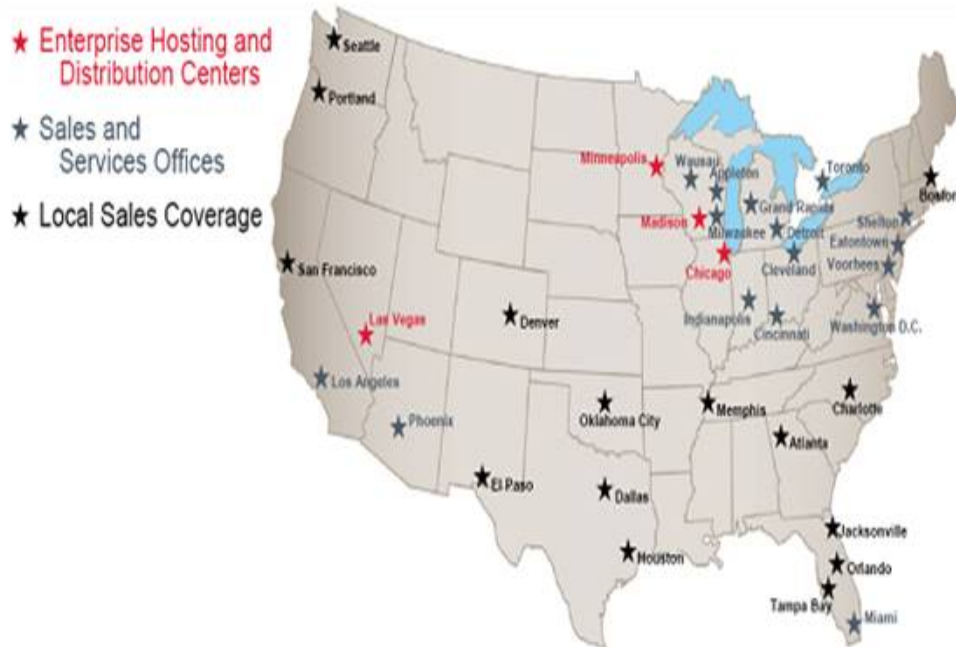 Enterprise Hosting and
Distribution Centers
Sales and
Services Offices
Local Sales Coverage
Seattle
Portland
Minneapolis
Wausau
Appleton
Toronto
Boston
Grand Rapids
Madison
Milwaukee
Detroit
Shelton
Eatontown
Chicago
Cleveland
Voorhees
San Francisco
Las Vegas
Denver
Indianapolis
Cincinnati
Washington D.C.
Los Angeles
Phoenix
Oklahoma City
Memphis
Charlotte
Atlanta
El Paso
Dallas
Houston
Jacksonville
Orlando
Tampa Bay
Miami